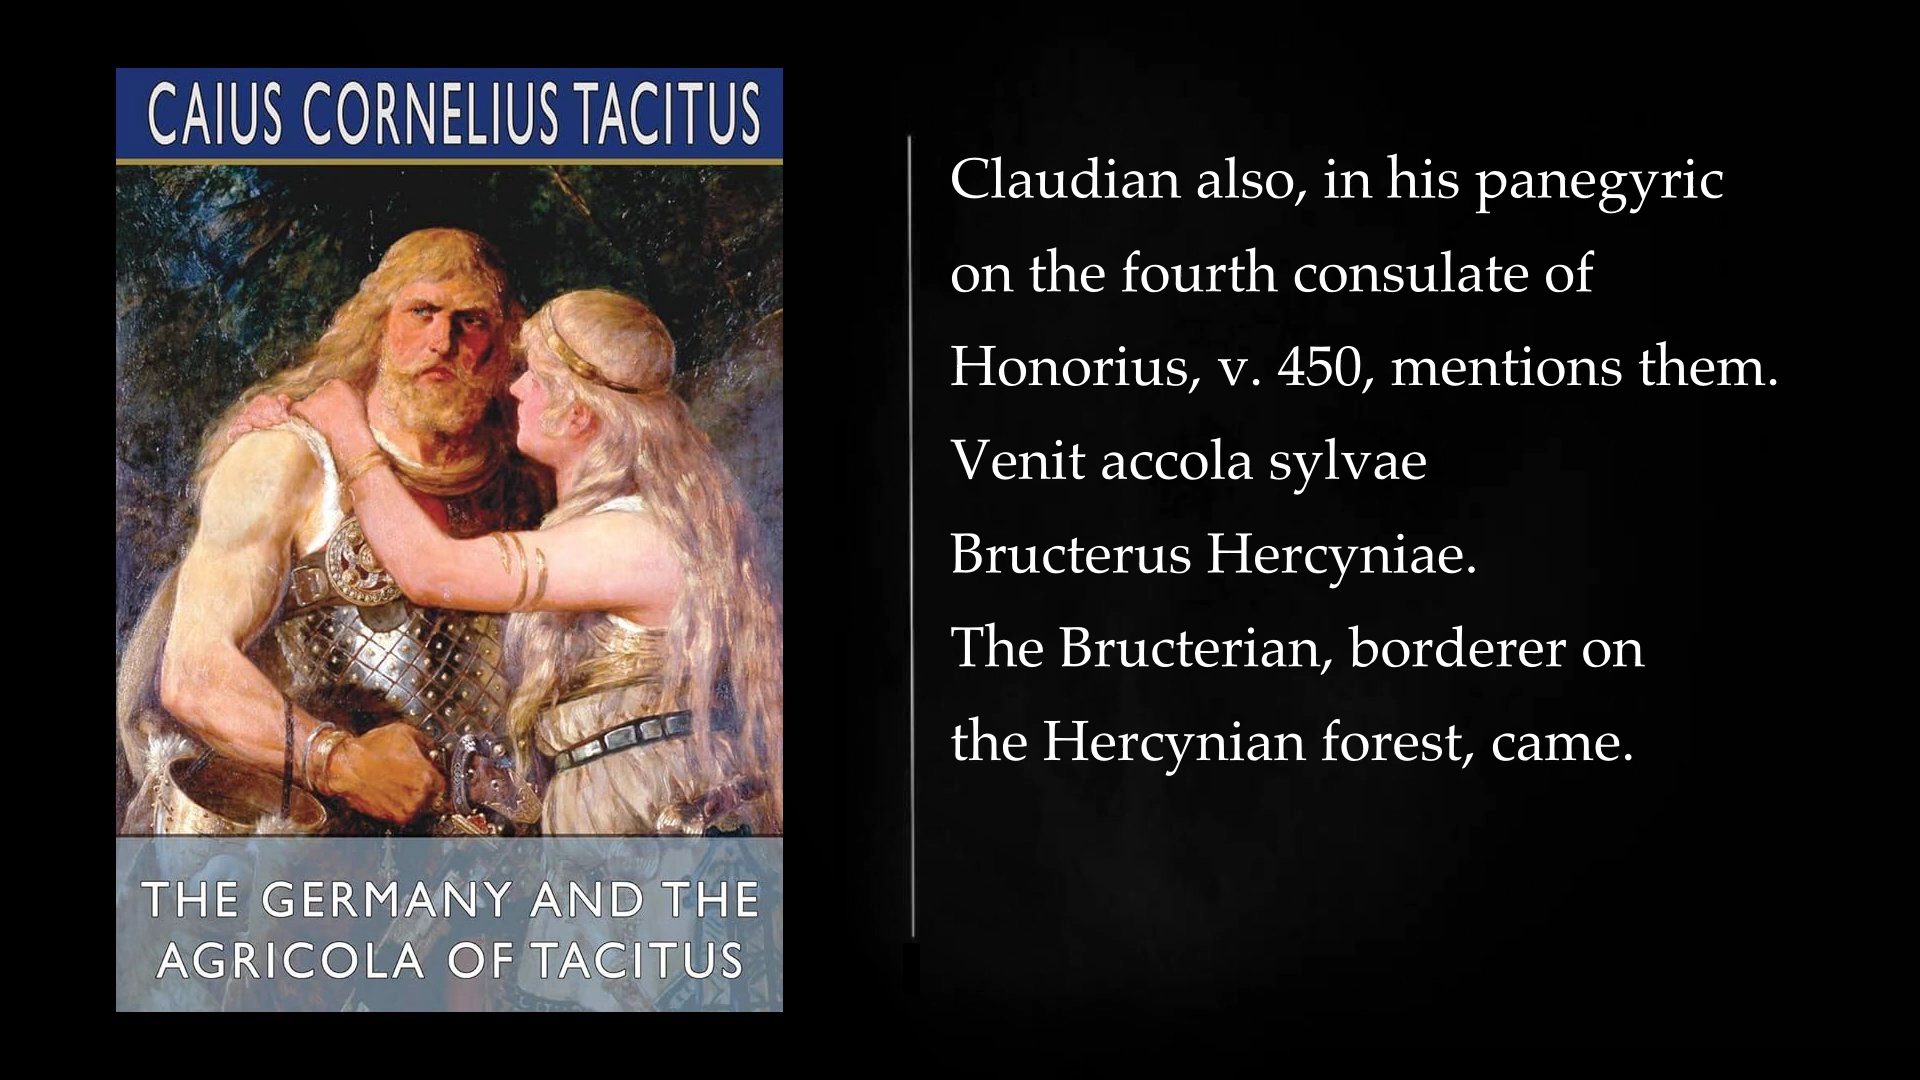 CAIUS CORNELIUS TACITUS
THE GERMANY AND THE
AGRICOLA OF TACITUS
Claudian also, in his panegyric
on the fourth consulate of
Honorius, v. 450, mentions them.
Venit accola sylvae
Bructerus Hercyniae.
The Bructerian, borderer on
the Hercynian forest, came.